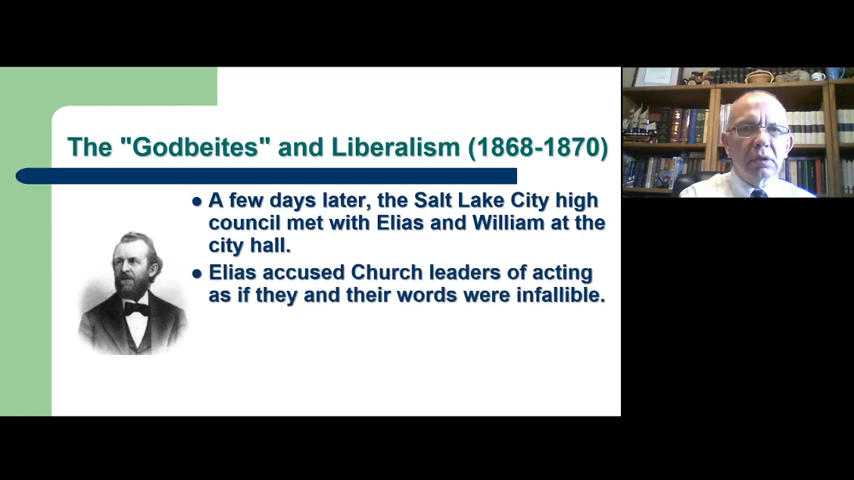 The "Godbeites" and Liberalism (1868-1870)
● A few days later, the Salt Lake City high
council met with Elias and William at the
city hall.
● Elias accused Church leaders of acting
as if they and their words were infallible.